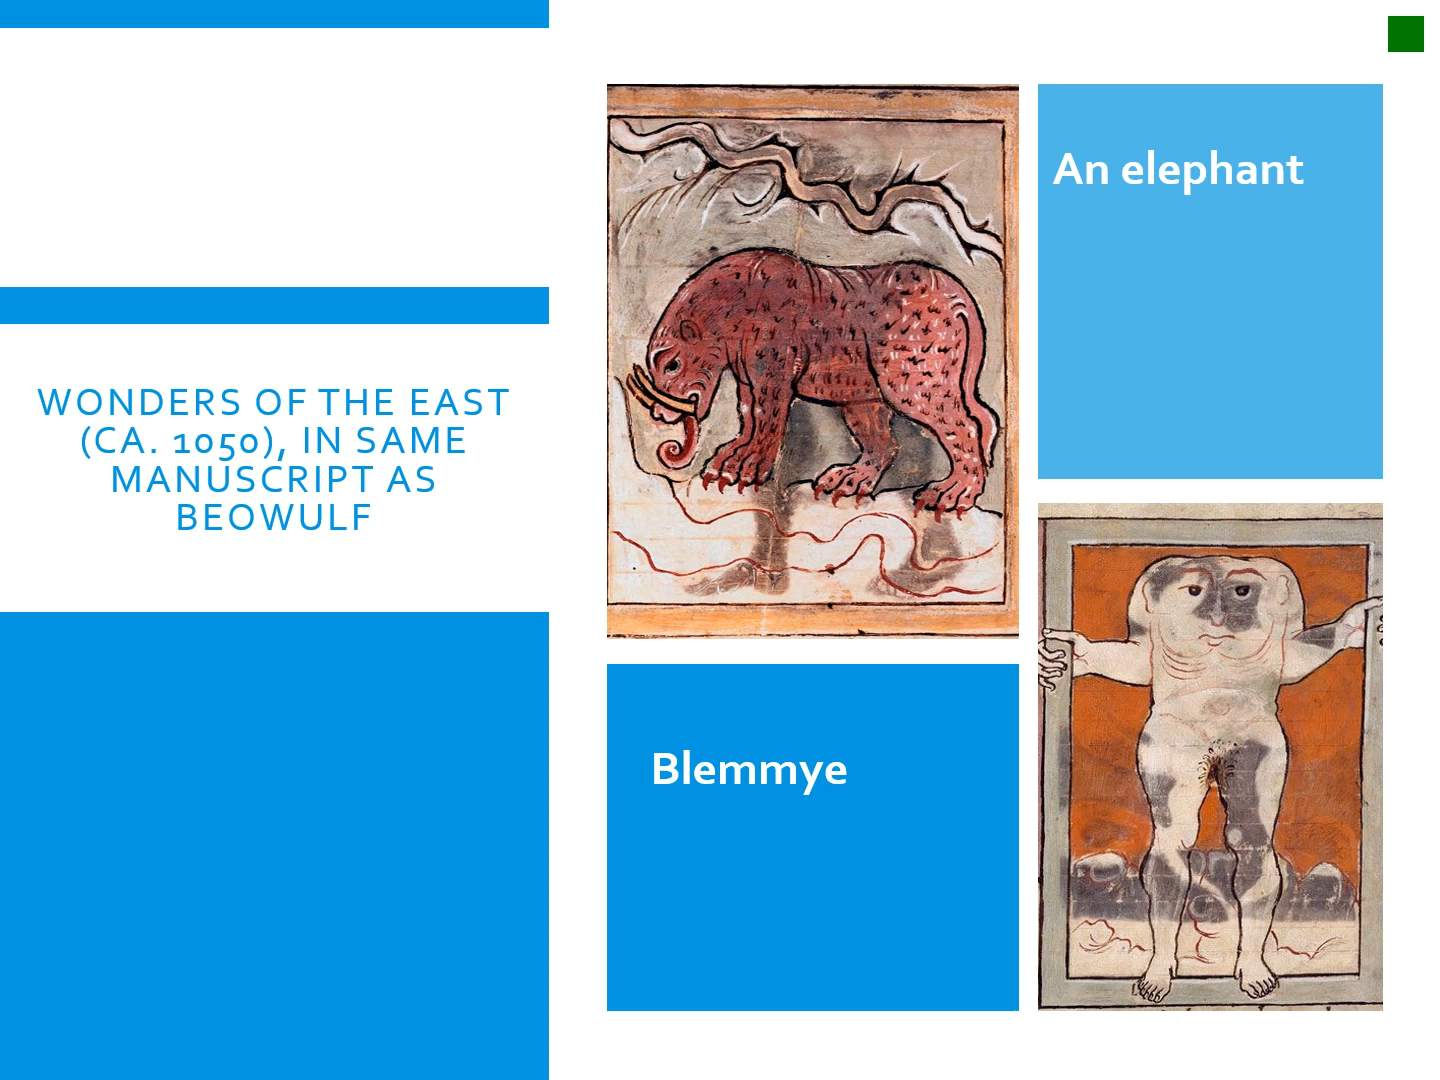 WONDERS OF THE EAST
(CA. 1050), IN SAME
MANUSCRIPT AS
BEOWULF
An elephant
Blemmye